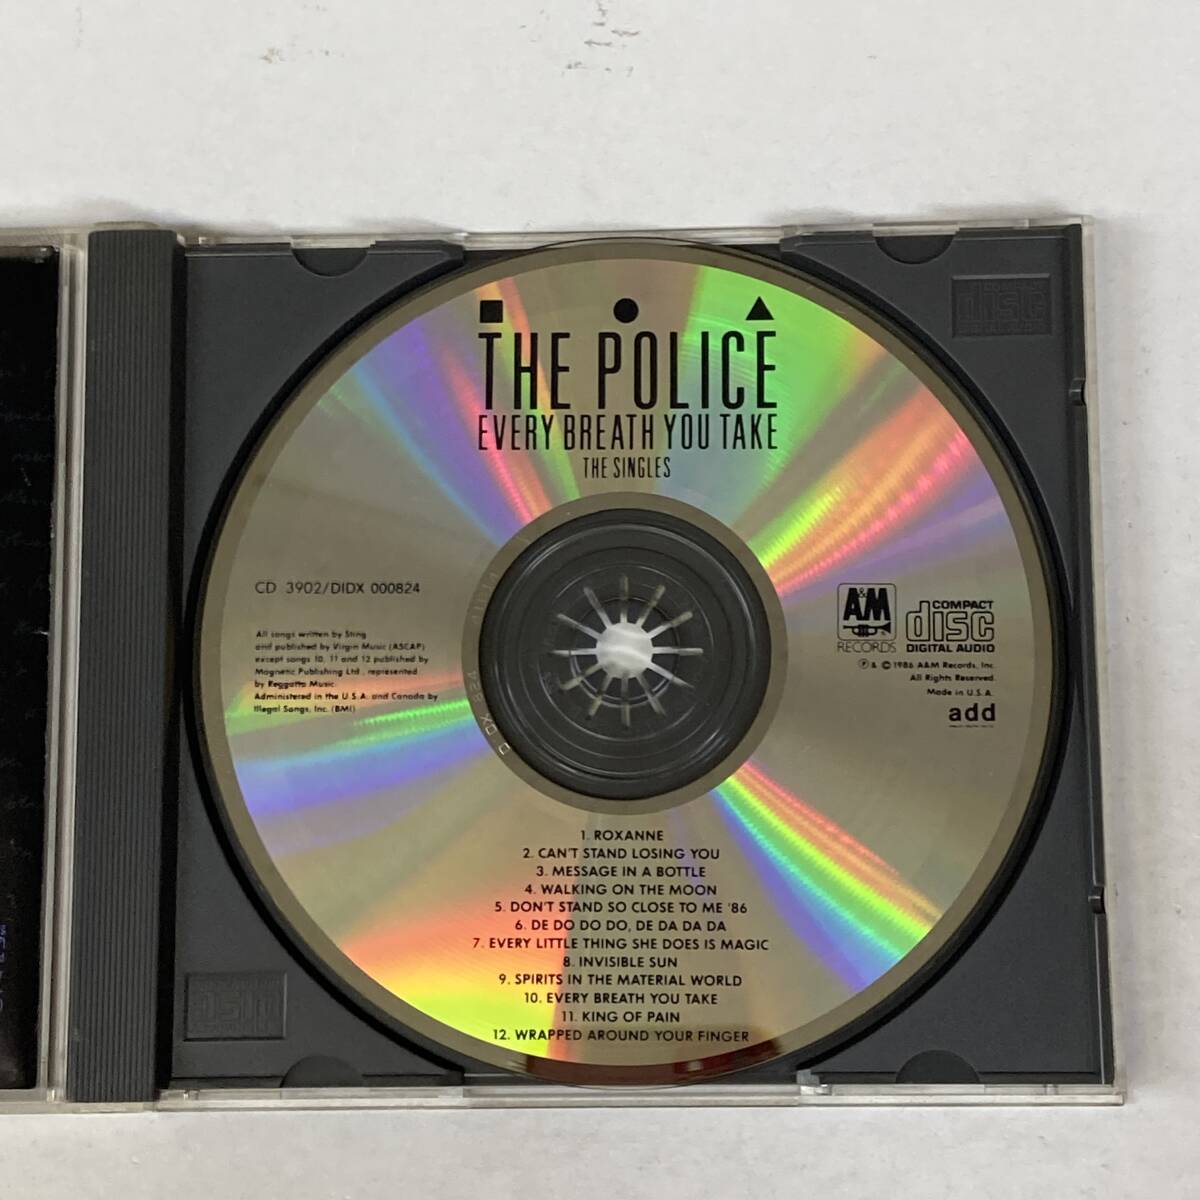 THE POLICE
EVERY BREATH YOU TAKE
THE SINGLES
CD 3902/DIDX 000824
All songs written by Sting
and published by Virgin Music (ASCAP)
except songs 10, 11 and 12 published by
Magnetic Publishing Ltd., represented
by Reggatta Music.
Administered in the U.S.A. and Canada by
Illegal Songs, Inc. (BMI)
A&M
RECORDS
COMPACT
disc
DIGITAL AUDIO
℗ & © 1986 A&M Records, Inc.
All Rights Reserved.
Made in U.S.A.
add
1. ROXANNE
2. CAN'T STAND LOSING YOU
3. MESSAGE IN A BOTTLE
4. WALKING ON THE MOON
5. DON'T STAND SO CLOSE TO ME '86
6. DE DO DO DO, DE DA DA DA
7. EVERY LITTLE THING SHE DOES IS MAGIC
8. INVISIBLE SUN
9. SPIRITS IN THE MATERIAL WORLD
10. EVERY BREATH YOU TAKE
11. KING OF PAIN
12. WRAPPED AROUND YOUR FINGER
COMPACT
disc
DIGITAL AUDIO
disc